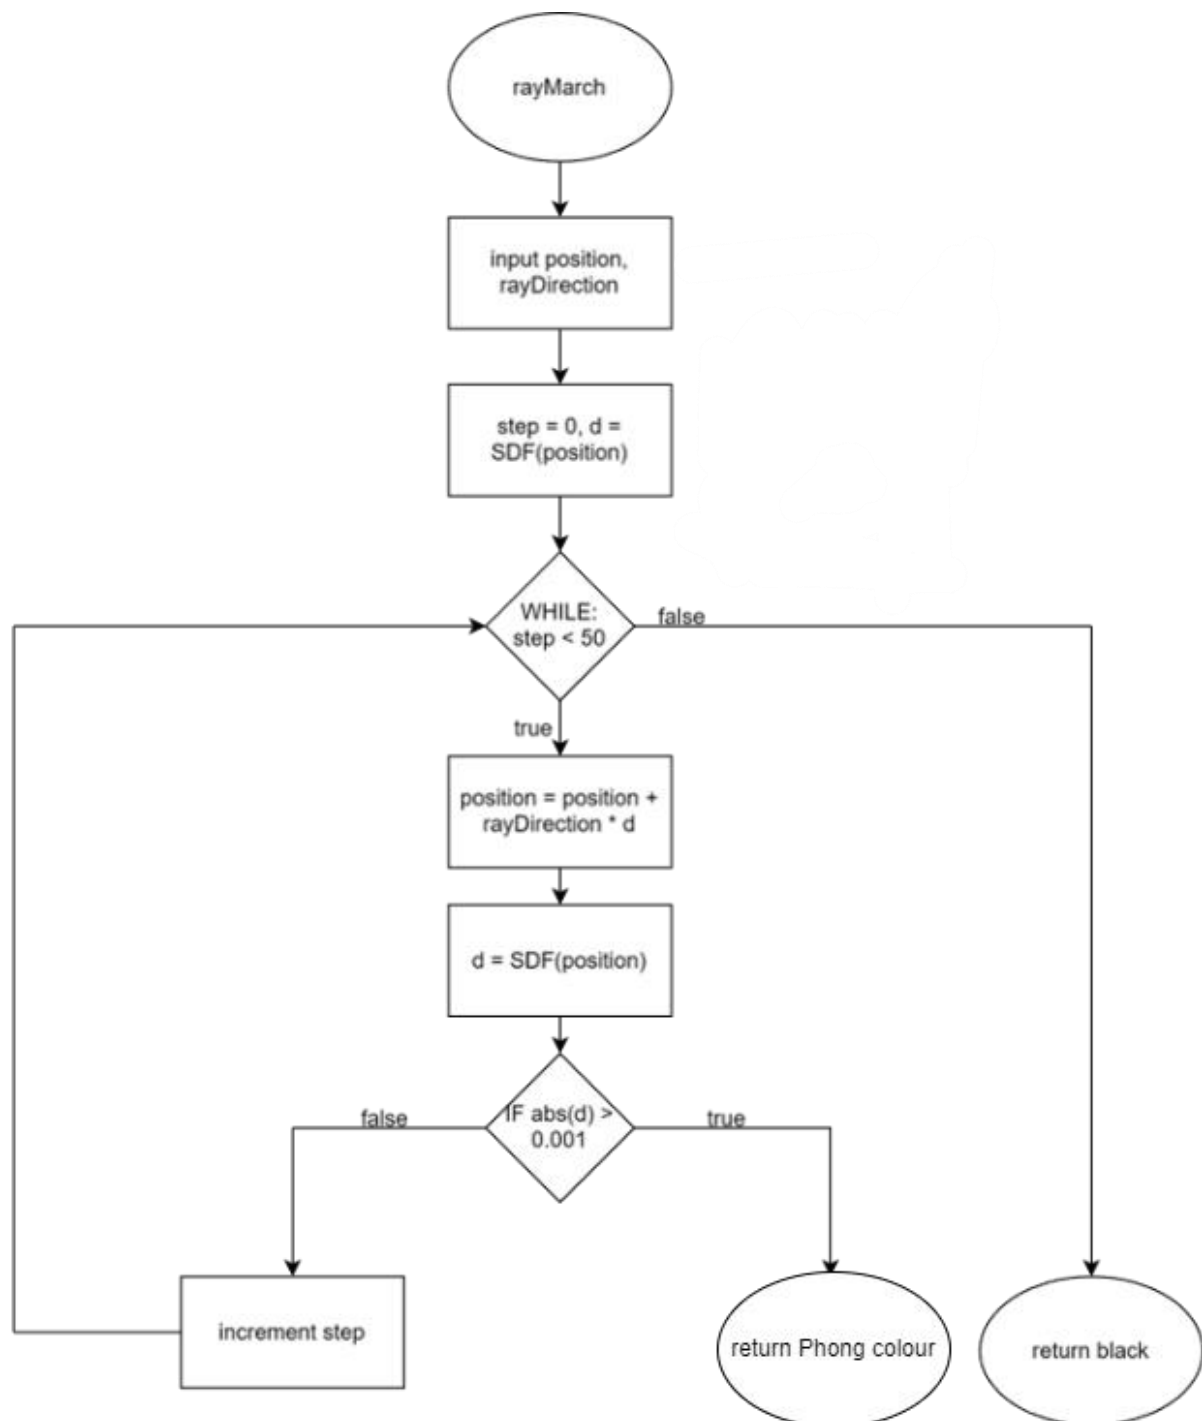 rayMarch
input position,
rayDirection
step = 0, d =
SDF(position)
WHILE:
step < 50
false
true
position = position +
rayDirection * d
d = SDF(position)
IF abs(d) >
0.001
false
true
increment step
return Phong colour
return black